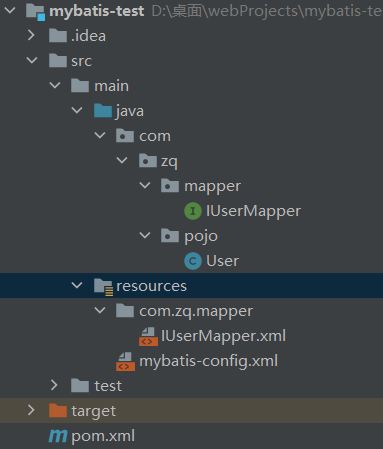 mybatis-test D:\桌面\webProjects\mybatis-te
.idea
src
main
java
com
zq
mapper
IUserMapper
pojo
User
resources
com.zq.mapper
IUserMapper.xml
mybatis-config.xml
test
target
pom.xml